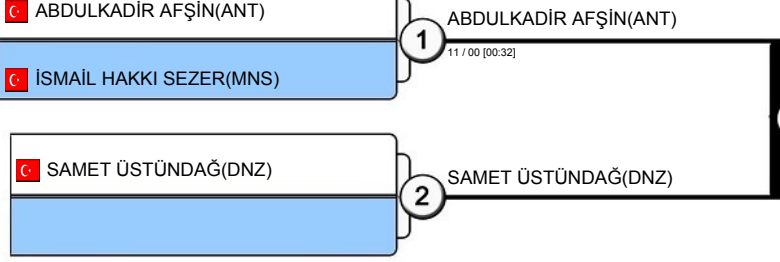 ABDULKADİR AFŞİN(ANT)
İSMAİL HAKKI SEZER(MNS)
1
ABDULKADİR AFŞİN(ANT)
11 / 00 [00:32]
SAMET ÜSTÜNDAĞ(DNZ)
2
SAMET ÜSTÜNDAĞ(DNZ)